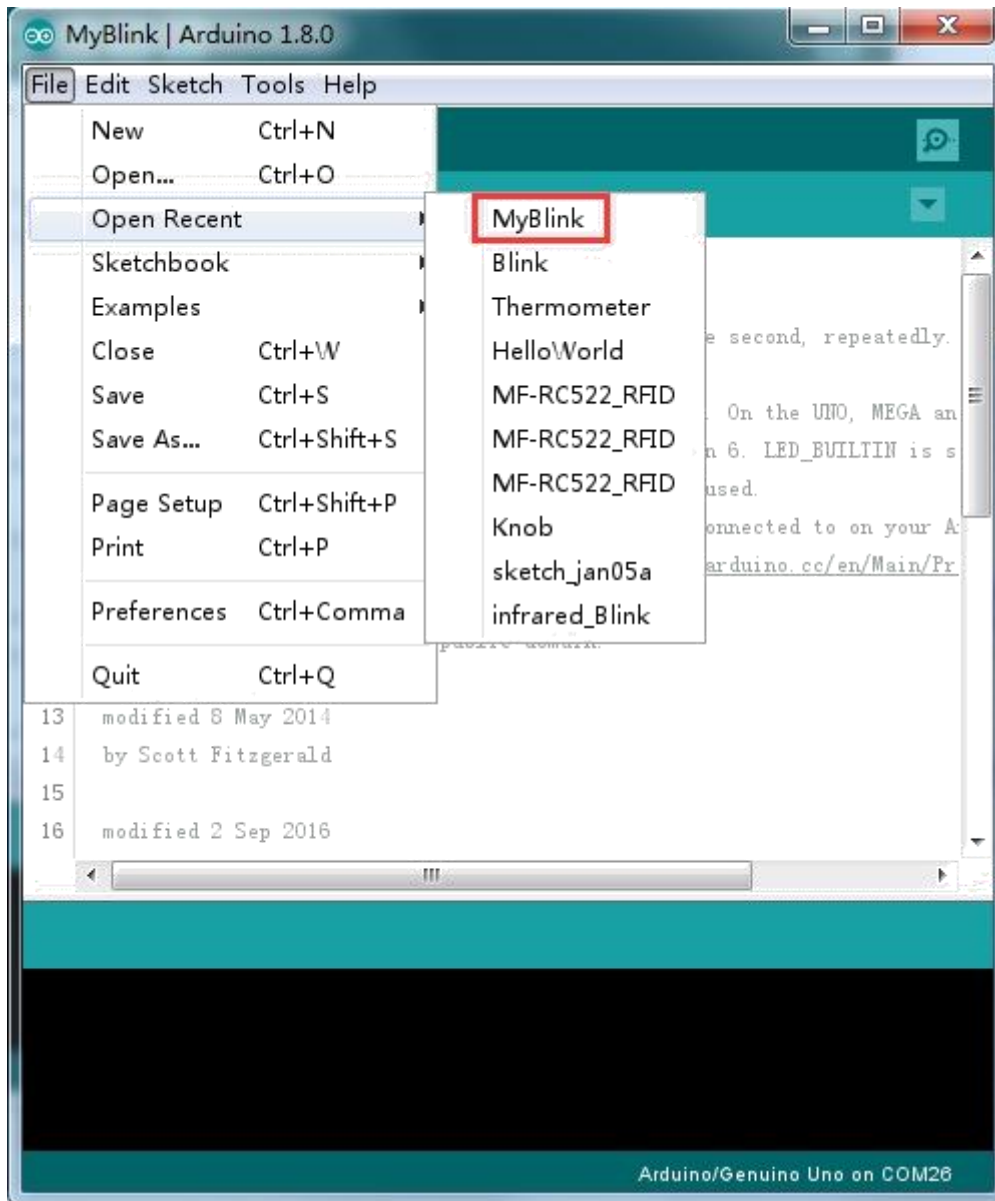 MyBlink | Arduino 1.8.0
File Edit Sketch Tools Help
New Ctrl+N
Open... Ctrl+O
Open Recent
Sketchbook
Examples
Close Ctrl+W
Save Ctrl+S
Save As... Ctrl+Shift+S
Page Setup Ctrl+Shift+P
Print Ctrl+P
Preferences Ctrl+Comma
Quit Ctrl+Q
MyBlink
Blink
Thermometer
HelloWorld
MF-RC522_RFID
MF-RC522_RFID
MF-RC522_RFID
Knob
sketch_jan05a
infrared_Blink
second, repeatedly.
On the UNO, MEGA an
6. LED_BUILTIN is s
used.
onnected to on your A
arduino.cc/en/Main/Pr
13 modified 8 May 2014
14 by Scott Fitzgerald
15
16 modified 2 Sep 2016
Arduino/Genuino Uno on COM26